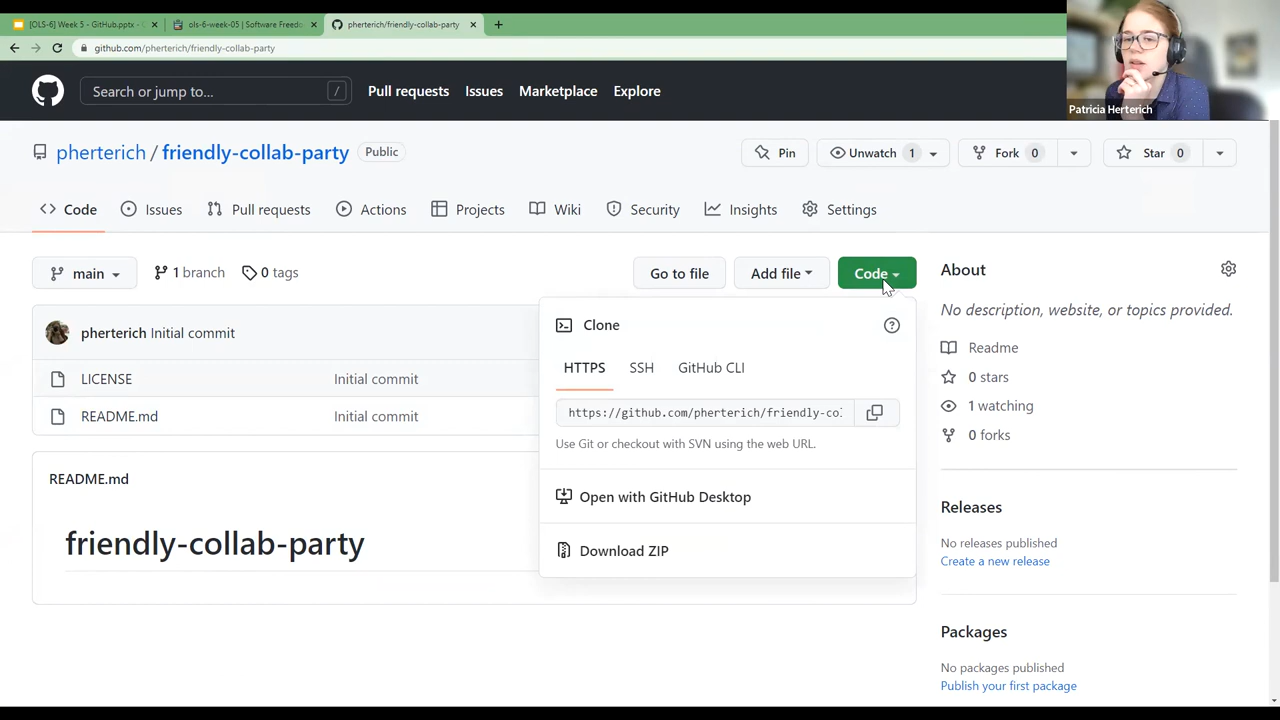 [OLS-6] Week 5 - GitHub.pptx - G
ols-6-week-05 | Software Freedo
pherterich/friendly-collab-party
github.com/pherterich/friendly-collab-party
Patricia Herterich
Search or jump to...
/
Pull requests
Issues
Marketplace
Explore
pherterich / friendly-collab-party
Public
Pin
Unwatch 1
Fork 0
Star 0
Code
Issues
Pull requests
Actions
Projects
Wiki
Security
Insights
Settings
main
1 branch
0 tags
Go to file
Add file
Code
pherterich Initial commit
LICENSE Initial commit
README.md Initial commit
README.md
friendly-collab-party
Clone
HTTPS
SSH
GitHub CLI
https://github.com/pherterich/friendly-col
Use Git or checkout with SVN using the web URL.
Open with GitHub Desktop
Download ZIP
About
No description, website, or topics provided.
Readme
0 stars
1 watching
0 forks
Releases
No releases published
Create a new release
Packages
No packages published
Publish your first package